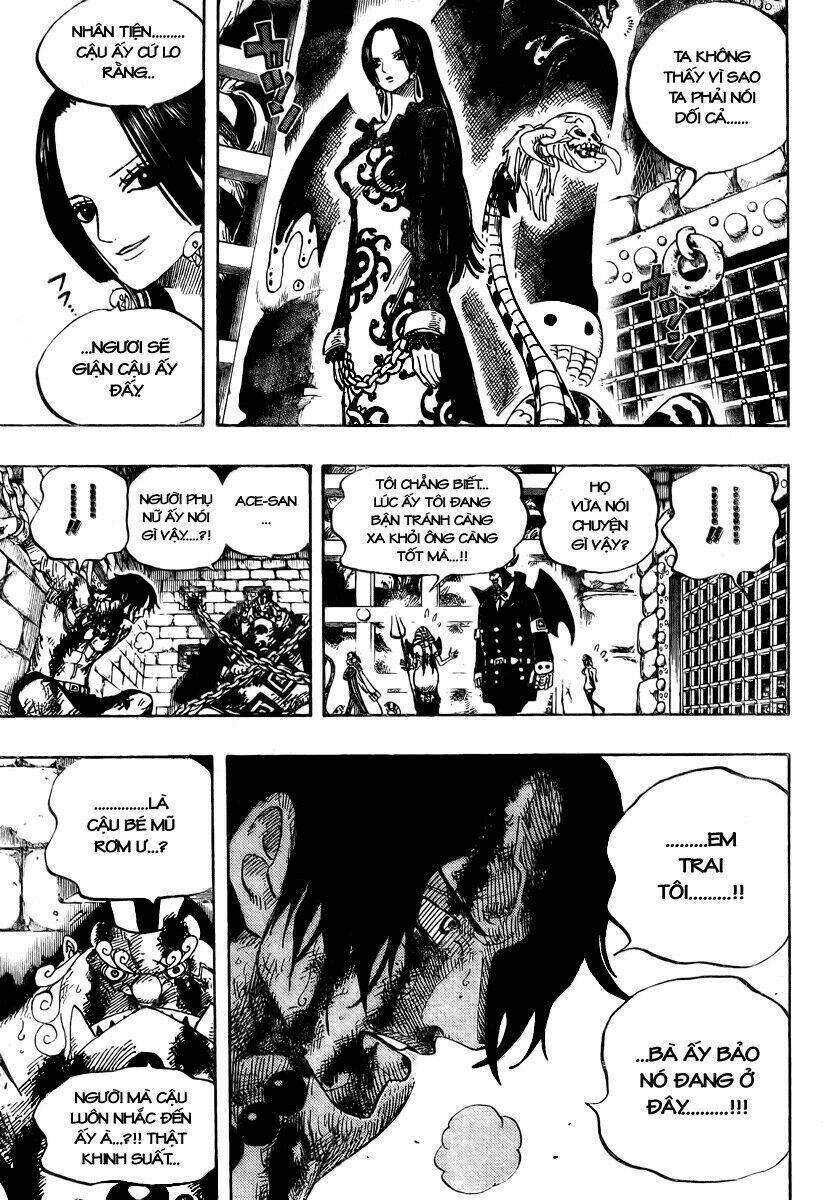 TA KHÔNG
THẤY VÌ SAO
TA PHẢI NÓI
DỐI CẢ......
NHÂN TIỆN.........
CẬU ẤY CỨ LO
RẰNG..
...NGƯƠI SẼ
GIẬN CẬU ẤY
ĐẤY.
HỌ
VỪA NÓI
CHUYỆN
GÌ VẬY?
TÔI CHẲNG BIẾT...
LÚC ẤY TÔI ĐANG
BẬN TRÁNH CÀNG
XA KHỎI ÔNG CÀNG
TỐT MÀ....!!
ACE-SAN
...
NGƯỜI PHỤ
NỮ ẤY NÓI
GÌ VẬY....?!
.........EM
TRAI
TÔI.........!!
...BÀ ẤY BẢO
NÓ ĐANG Ở
ĐÂY..........!!!
...............LÀ
CẬU BÉ MŨ
RƠM Ư...?
NGƯỜI MÀ CẬU
LUÔN NHẮC ĐẾN
ẤY À...?!! THẬT
KHINH SUẤT...